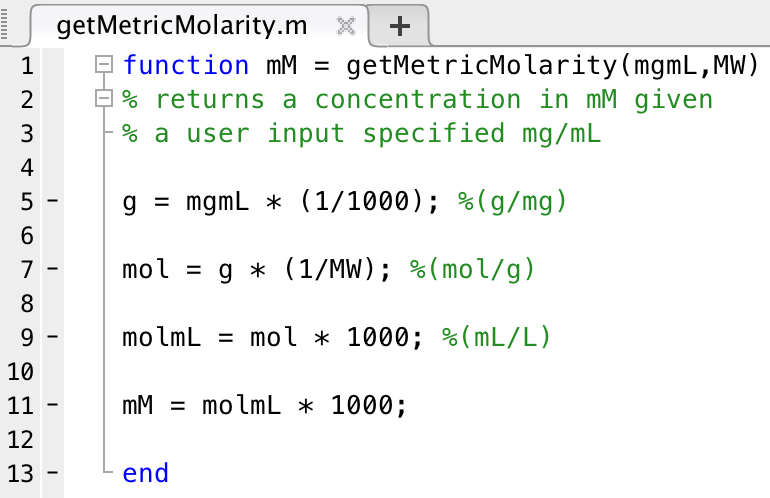 getMetricMolarity.m
1 function mM = getMetricMolarity(mgmL,MW)
2 % returns a concentration in mM given
3 % a user input specified mg/mL
4
5 - g = mgmL * (1/1000); %(g/mg)
6
7 - mol = g * (1/MW); %(mol/g)
8
9 - molmL = mol * 1000; %(mL/L)
10
11 - mM = molmL * 1000;
12
13 - end